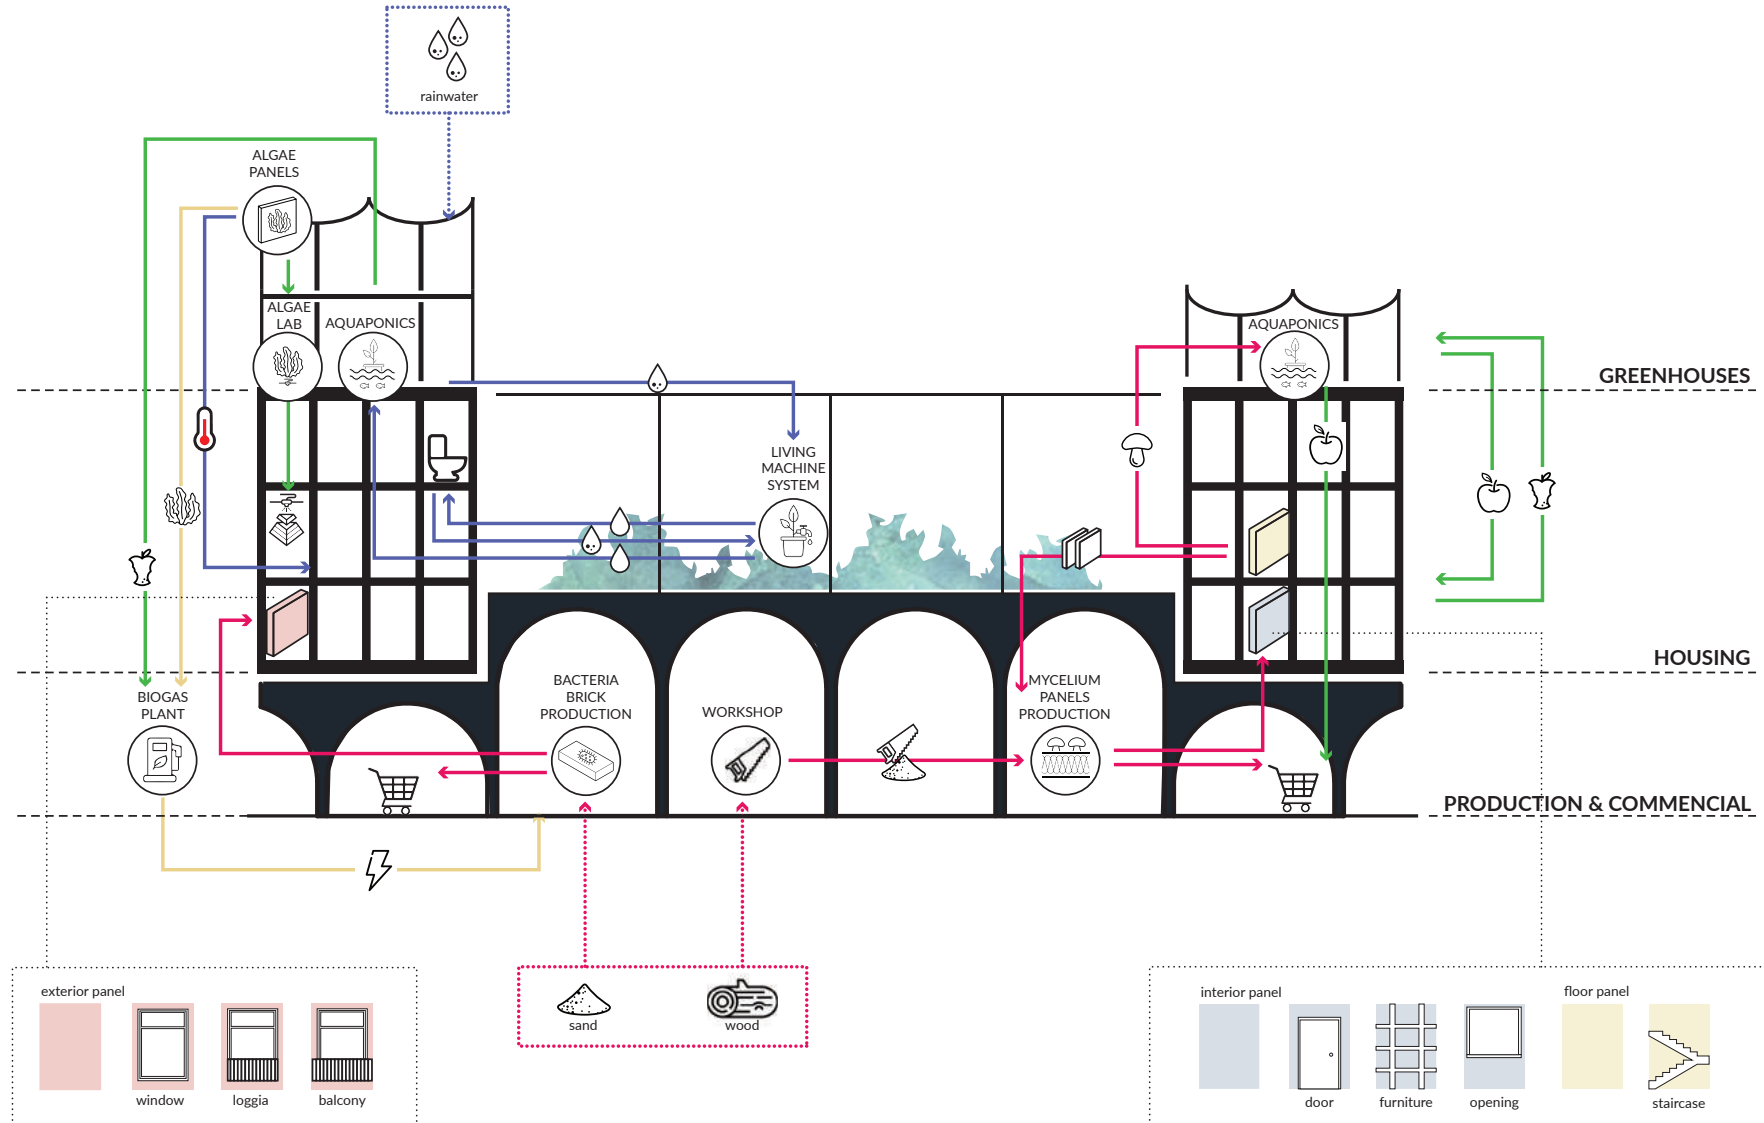 rainwater
ALGAE
PANELS
ALGAE
LAB
AQUAPONICS
AQUAPONICS
GREENHOUSES
LIVING
MACHINE
SYSTEM
HOUSING
BIOGAS
PLANT
BACTERIA
BRICK
PRODUCTION
WORKSHOP
MYCELIUM
PANELS
PRODUCTION
PRODUCTION & COMMENCIAL
exterior panel
window
loggia
balcony
sand
wood
interior panel
door
furniture
opening
floor panel
staircase